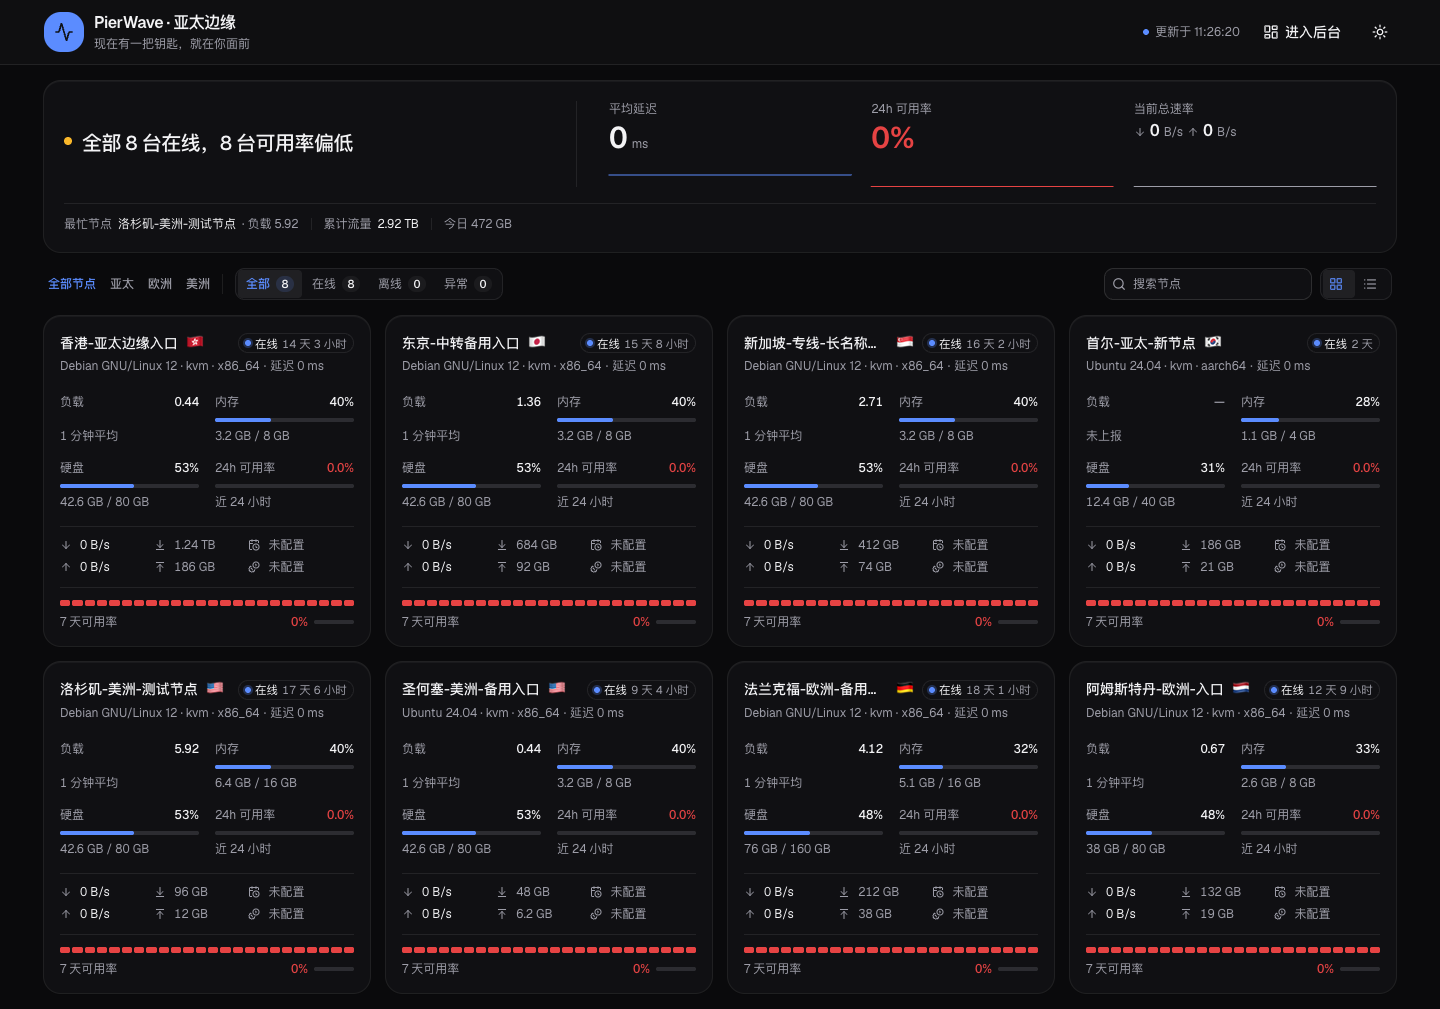 PierWave · 亚太边缘
现在有一把钥匙，就在你面前
更新于 11:26:20
进入后台
全部 8 台在线，8 台可用率偏低
平均延迟
0 ms
24h 可用率
0%
当前总速率
↓ 0 B/s ↑ 0 B/s
最忙节点 洛杉矶-美洲-测试节点 · 负载 5.92
累计流量 2.92 TB
今日 472 GB
全部节点 亚太 欧洲 美洲
全部 8 在线 8 离线 0 异常 0
搜索节点
香港-亚太边缘入口
在线 14 天 3 小时
Debian GNU/Linux 12 · kvm · x86_64 · 延迟 0 ms
负载 0.44
内存 40%
1 分钟平均
3.2 GB / 8 GB
硬盘 53%
24h 可用率 0.0%
42.6 GB / 80 GB
近 24 小时
↓ 0 B/s 1.24 TB 未配置
↑ 0 B/s 186 GB 未配置
7 天可用率 0%
东京-中转备用入口
在线 15 天 8 小时
Debian GNU/Linux 12 · kvm · x86_64 · 延迟 0 ms
负载 1.36
内存 40%
1 分钟平均
3.2 GB / 8 GB
硬盘 53%
24h 可用率 0.0%
42.6 GB / 80 GB
近 24 小时
↓ 0 B/s 684 GB 未配置
↑ 0 B/s 92 GB 未配置
7 天可用率 0%
新加坡-专线-长名称...
在线 16 天 2 小时
Debian GNU/Linux 12 · kvm · x86_64 · 延迟 0 ms
负载 2.71
内存 40%
1 分钟平均
3.2 GB / 8 GB
硬盘 53%
24h 可用率 0.0%
42.6 GB / 80 GB
近 24 小时
↓ 0 B/s 412 GB 未配置
↑ 0 B/s 74 GB 未配置
7 天可用率 0%
首尔-亚太-新节点
在线 2 天
Ubuntu 24.04 · kvm · aarch64 · 延迟 0 ms
负载 —
内存 28%
未上报
1.1 GB / 4 GB
硬盘 31%
24h 可用率 0.0%
12.4 GB / 40 GB
近 24 小时
↓ 0 B/s 186 GB 未配置
↑ 0 B/s 21 GB 未配置
7 天可用率 0%
洛杉矶-美洲-测试节点
在线 17 天 6 小时
Debian GNU/Linux 12 · kvm · x86_64 · 延迟 0 ms
负载 5.92
内存 40%
1 分钟平均
6.4 GB / 16 GB
硬盘 53%
24h 可用率 0.0%
42.6 GB / 80 GB
近 24 小时
↓ 0 B/s 96 GB 未配置
↑ 0 B/s 12 GB 未配置
7 天可用率 0%
圣何塞-美洲-备用入口
在线 9 天 4 小时
Ubuntu 24.04 · kvm · x86_64 · 延迟 0 ms
负载 0.44
内存 40%
1 分钟平均
3.2 GB / 8 GB
硬盘 53%
24h 可用率 0.0%
42.6 GB / 80 GB
近 24 小时
↓ 0 B/s 48 GB 未配置
↑ 0 B/s 6.2 GB 未配置
7 天可用率 0%
法兰克福-欧洲-备用...
在线 18 天 1 小时
Debian GNU/Linux 12 · kvm · x86_64 · 延迟 0 ms
负载 4.12
内存 32%
1 分钟平均
5.1 GB / 16 GB
硬盘 48%
24h 可用率 0.0%
76 GB / 160 GB
近 24 小时
↓ 0 B/s 212 GB 未配置
↑ 0 B/s 38 GB 未配置
7 天可用率 0%
阿姆斯特丹-欧洲-入口
在线 12 天 9 小时
Debian GNU/Linux 12 · kvm · x86_64 · 延迟 0 ms
负载 0.67
内存 33%
1 分钟平均
2.6 GB / 8 GB
硬盘 48%
24h 可用率 0.0%
38 GB / 80 GB
近 24 小时
↓ 0 B/s 132 GB 未配置
↑ 0 B/s 19 GB 未配置
7 天可用率 0%